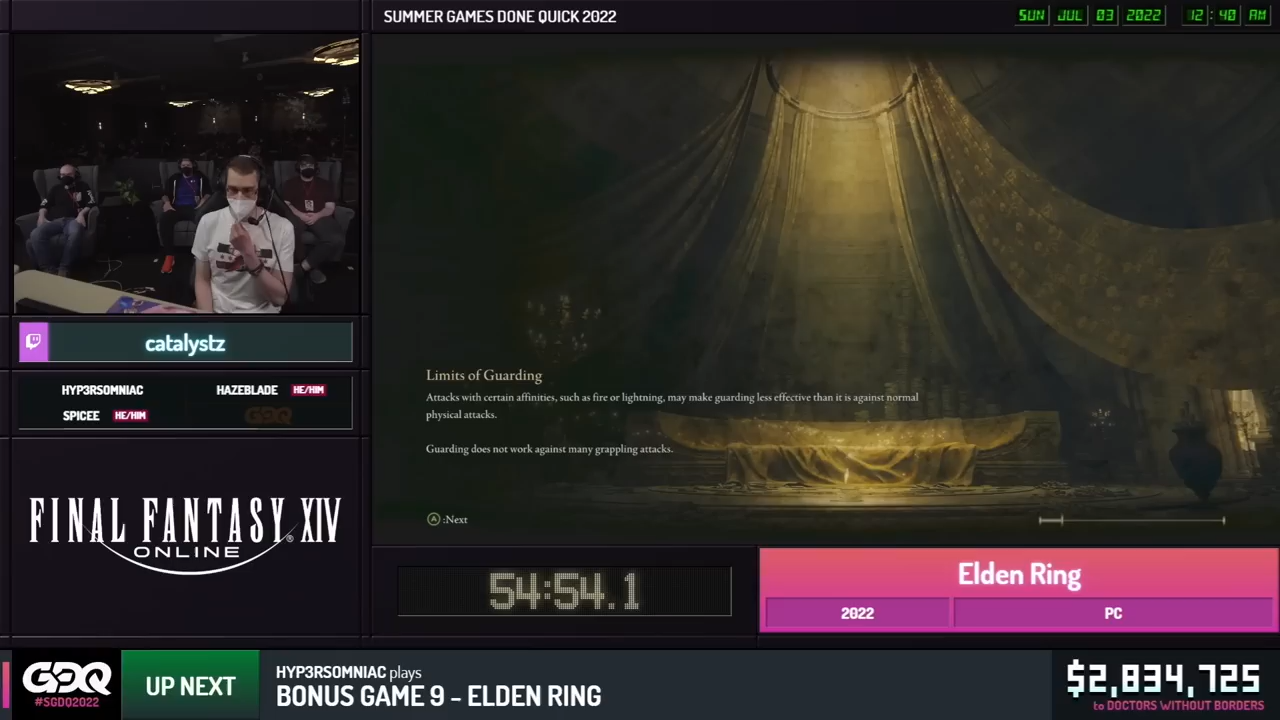 SUMMER GAMES DONE QUICK 2022
SUN JUL 03 2022 12:40 AM
catalystz
HYP3RSOMNIAC
HAZEBLADE HE/HIM
SPICEE HE/HIM
GDQ
FINAL FANTASY XIV
ONLINE
Limits of Guarding
Attacks with certain affinities, such as fire or lightning, may make guarding less effective than it is against normal
physical attacks.
Guarding does not work against many grappling attacks.
A:Next
54:54.1
Elden Ring
2022
PC
GDQ
#SGDQ2022
UP NEXT
HYP3RSOMNIAC plays
BONUS GAME 9 - ELDEN RING
$2,834,725
to DOCTORS WITHOUT BORDERS